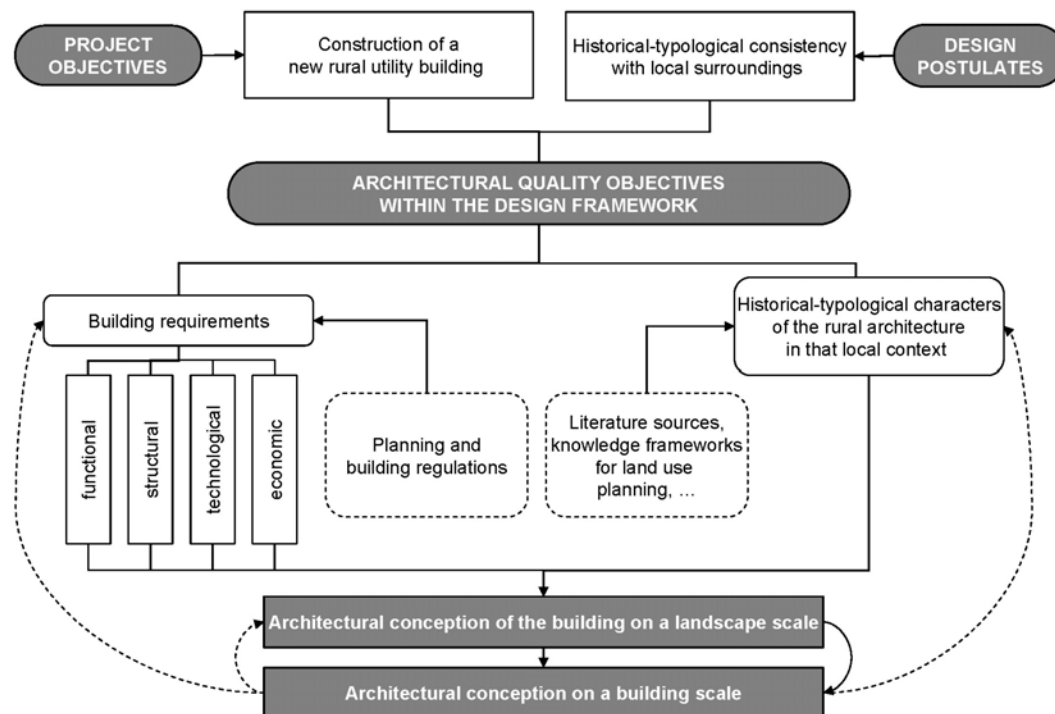 PROJECT
OBJECTIVES
Construction of a
new rural utility building
Historical-typological consistency
with local surroundings
DESIGN
POSTULATES
ARCHITECTURAL QUALITY OBJECTIVES
WITHIN THE DESIGN FRAMEWORK
Building requirements
Historical-typological characters
of the rural architecture
in that local context
functional
structural
technological
economic
Planning and
building regulations
Literature sources,
knowledge frameworks
for land use
planning, ...
Architectural conception of the building on a landscape scale
Architectural conception on a building scale